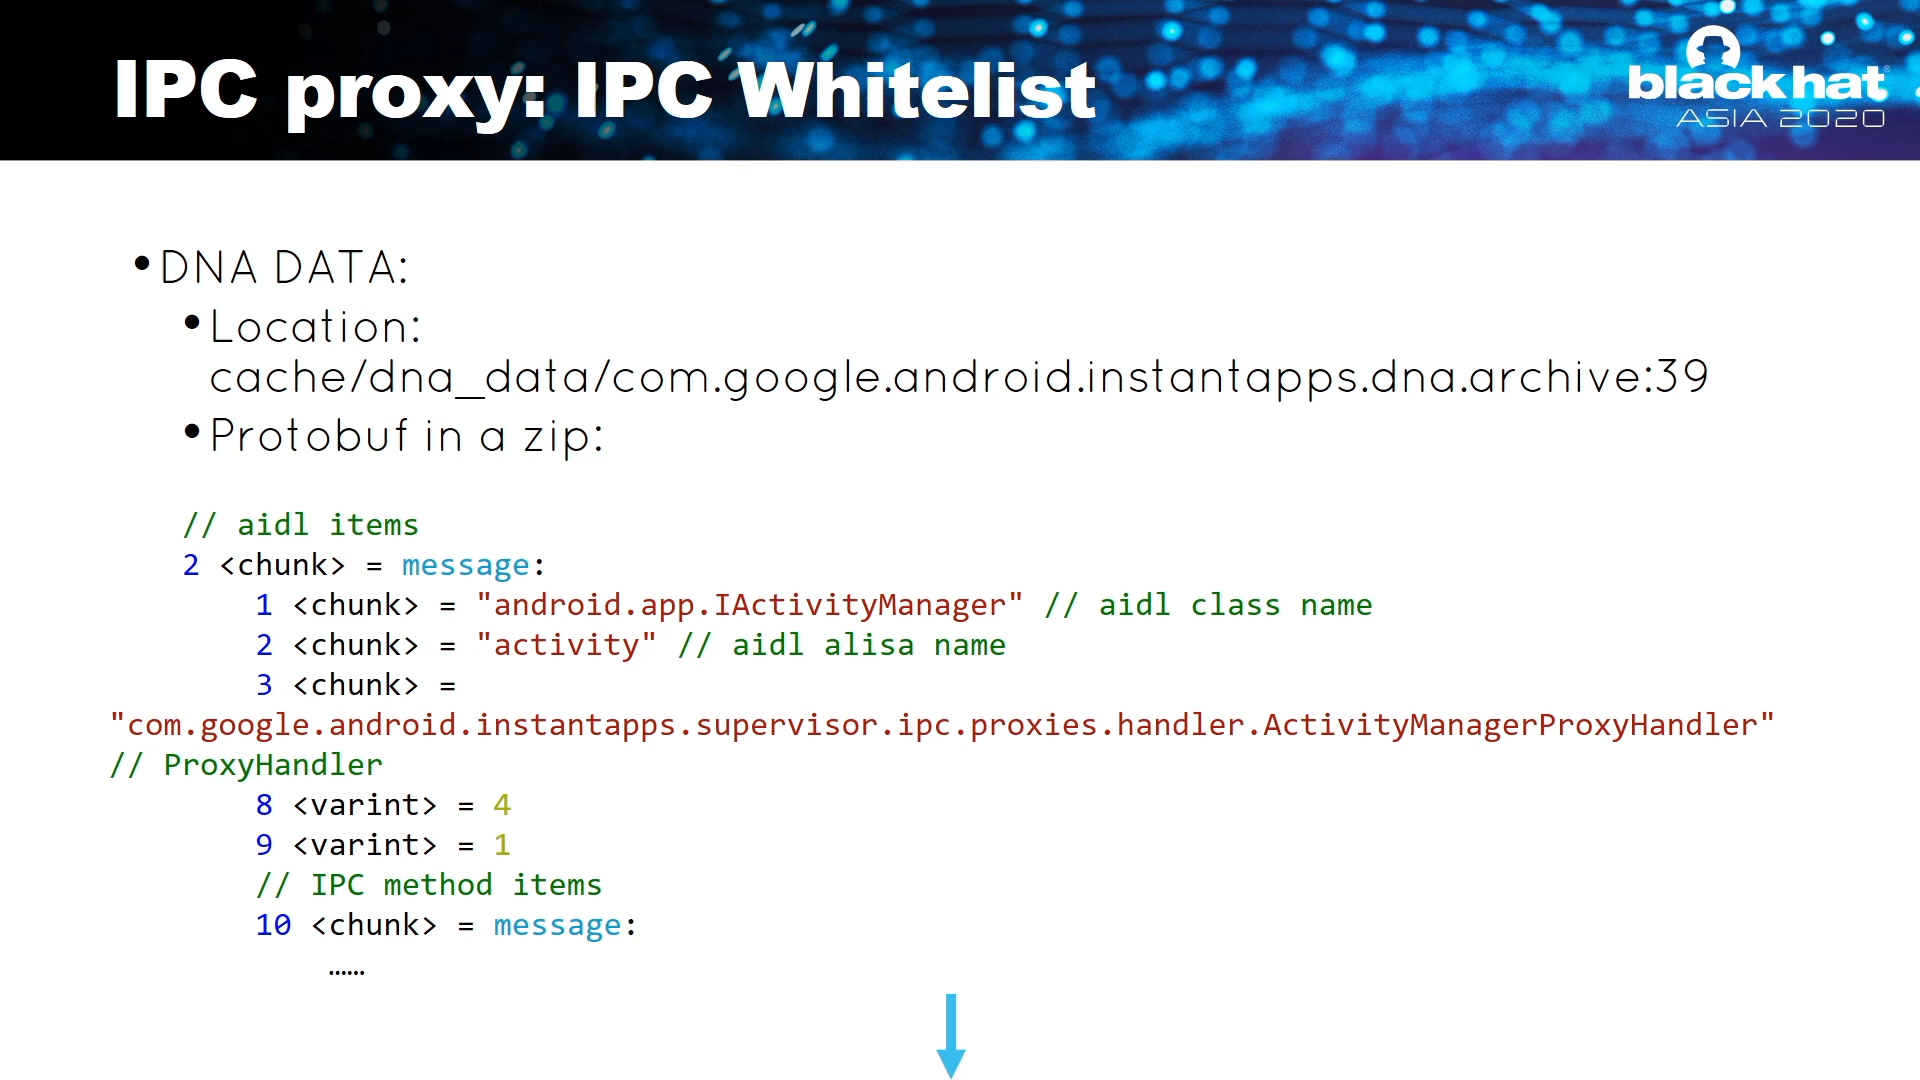 IPC proxy: IPC Whitelist
black hat®
ASIA 2020
•DNA DATA:
•Location:
cache/dna_data/com.google.android.instantapps.dna.archive:39
•Protobuf in a zip:
// aidl items
2 <chunk> = message:
1 <chunk> = "android.app.IActivityManager" // aidl class name
2 <chunk> = "activity" // aidl alisa name
3 <chunk> =
"com.google.android.instantapps.supervisor.ipc.proxies.handler.ActivityManagerProxyHandler"
// ProxyHandler
8 <varint> = 4
9 <varint> = 1
// IPC method items
10 <chunk> = message:
……